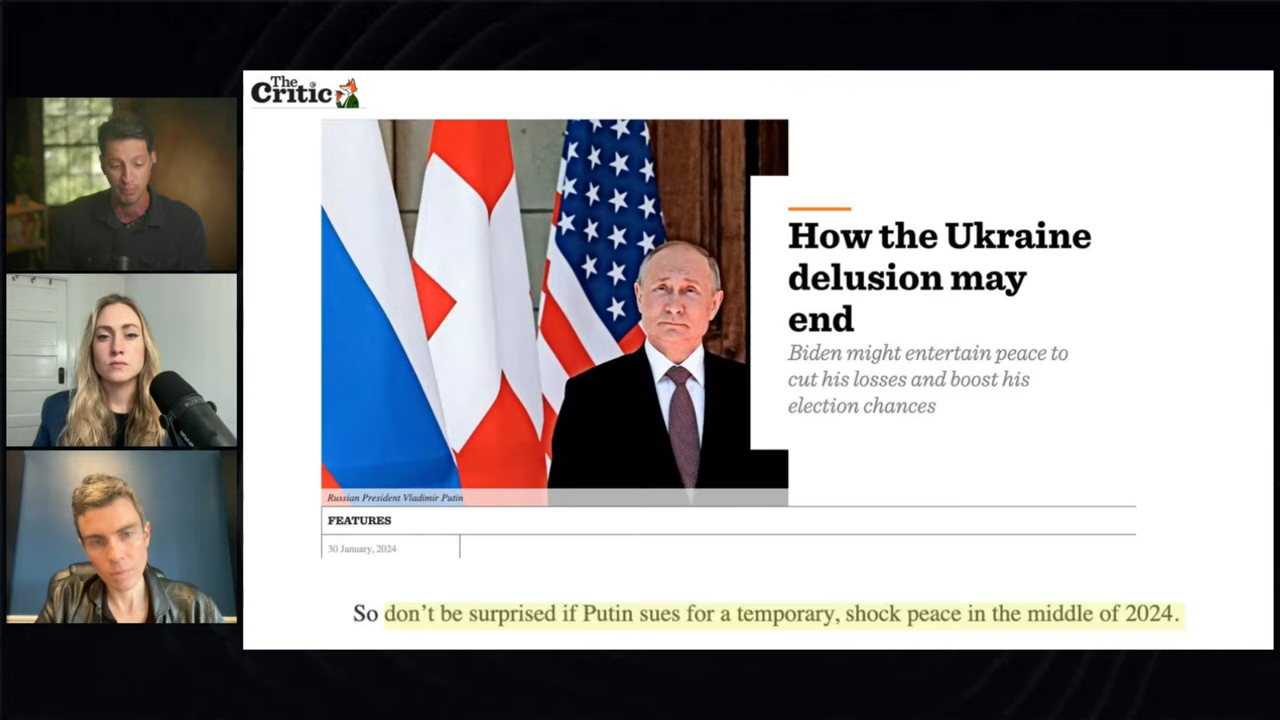 The
Critic
How the Ukraine
delusion may
end
Biden might entertain peace to
cut his losses and boost his
election chances
Russian President Vladimir Putin
FEATURES
30 January, 2024
So don’t be surprised if Putin sues for a temporary, shock peace in the middle of 2024.